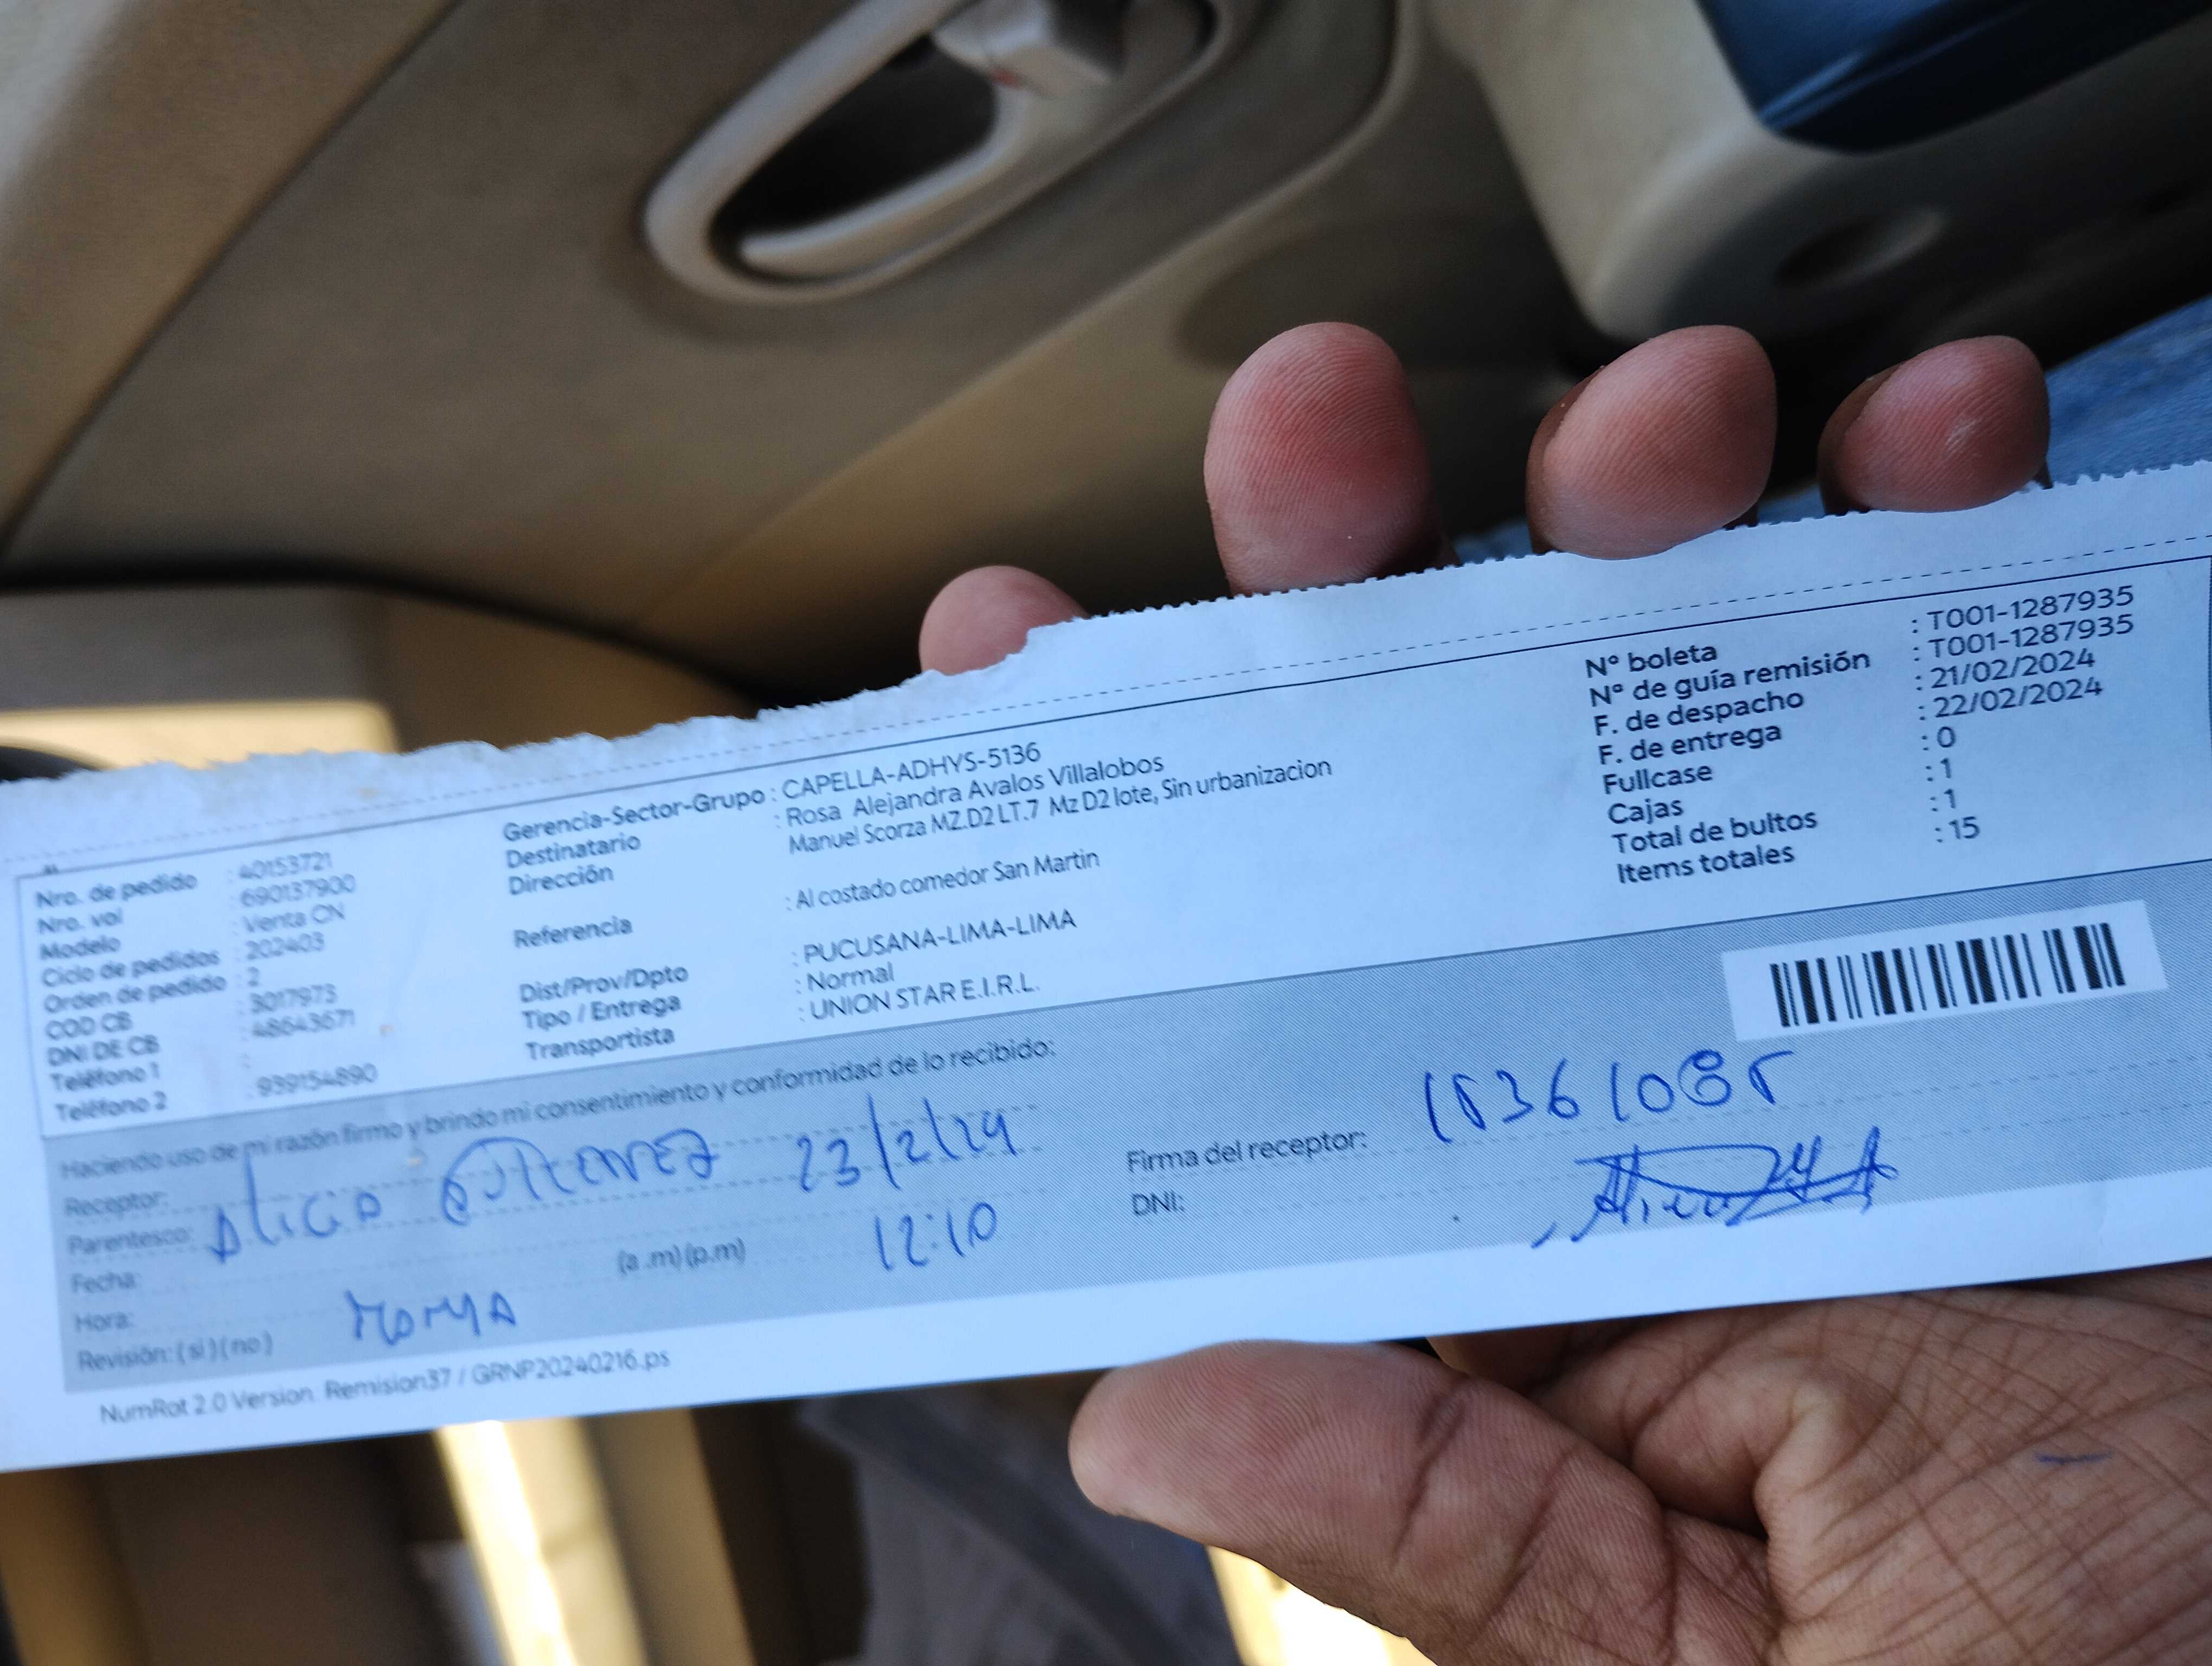 Nro. de pedido : 40153721
Nro. vol : 690137900
Modelo : Venta CN
Ciclo de pedidos : 202403
Orden de pedido : 2
COD CB : 3017973
DNI DE CB : 48643671
Teléfono 1 :
Teléfono 2 : 939154890
Gerencia-Sector-Grupo : CAPELLA-ADHYS-5136
Destinatario : Rosa Alejandra Avalos Villalobos
Dirección Manuel Scorza MZ.D2 LT.7 Mz D2 lote, Sin urbanizacion
Referencia : Al costado comedor San Martin
Dist/Prov/Dpto : PUCUSANA-LIMA-LIMA
Tipo / Entrega : Normal
Transportista : UNION STAR E.I.R.L.
N° boleta : T001-1287935
N° de guía remisión : T001-1287935
F. de despacho : 21/02/2024
F. de entrega : 22/02/2024
Fullcase : 0
Cajas : 1
Total de bultos : 1
Items totales : 15
Haciendo uso de mi razón firmo y brindo mi consentimiento y conformidad de lo recibido:
Receptor:
Parentesco: Alicia Gutierrez 23/2/24
Fecha:
Hora: (a .m) (p.m) 12:10
Revisión: ( si ) ( no )
Firma del receptor:
DNI:
NumRot 2.0 Version Remision37 / GRNP20240216.ps